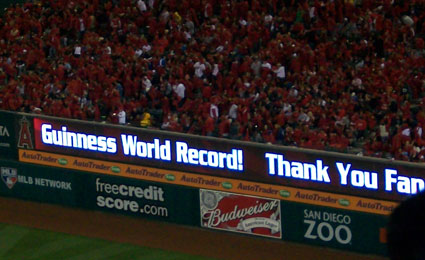 Guinness World Record! Thank You Fan
AutoTrader AutoTrader AutoTrader AutoTrader AutoTrader AutoTrader
MLB NETWORK
freecredit
score.com
Budweiser
SAN DIEGO
ZOO